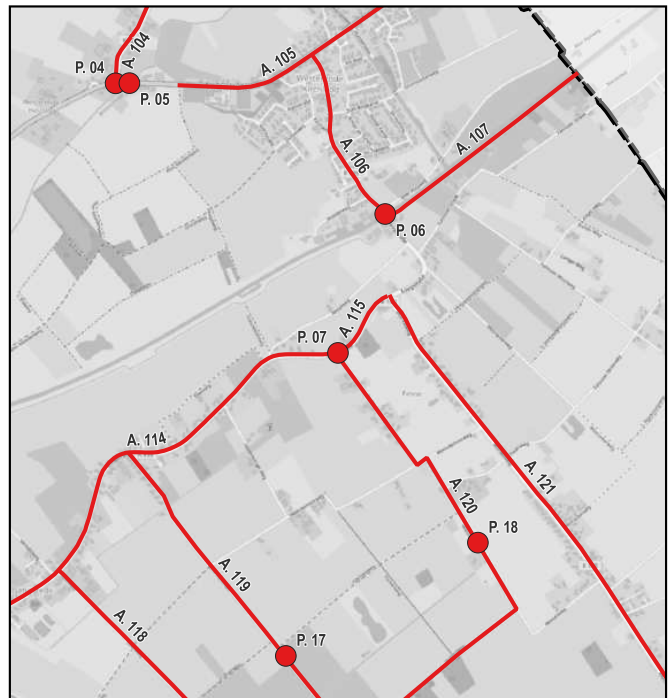 A. 104
P. 04
P. 05
A. 105
A. 106
A. 107
P. 06
P. 07
A. 115
A. 114
A. 120
A. 121
P. 18
A. 119
A. 118
P. 17